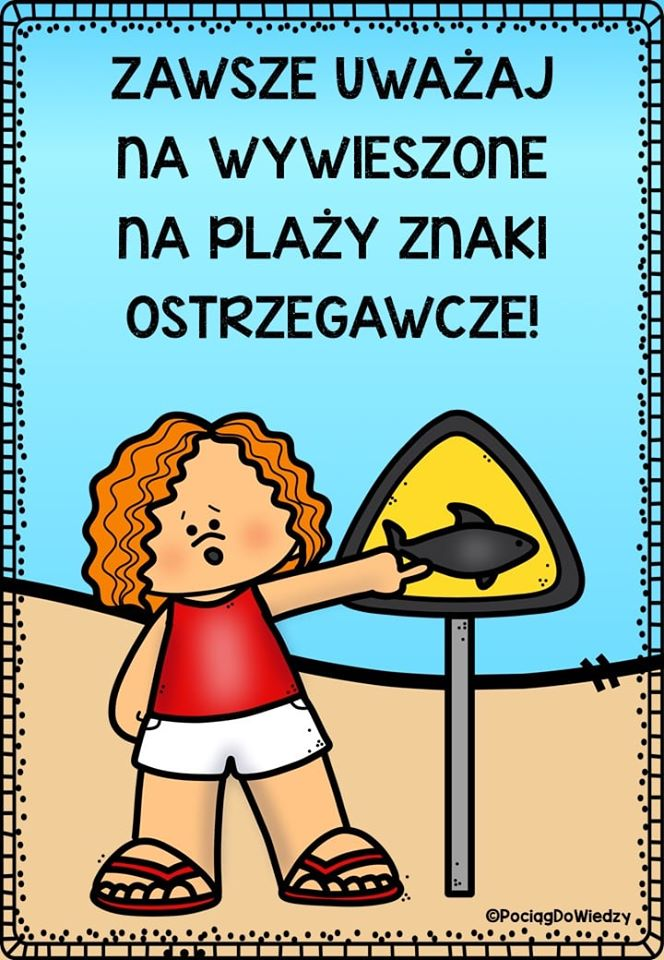 ZAWSZE UWAŻAJ
NA WYWIESZONE
NA PLAŻY ZNAKI
OSTRZEGAWCZE!
©PociągDoWiedzy